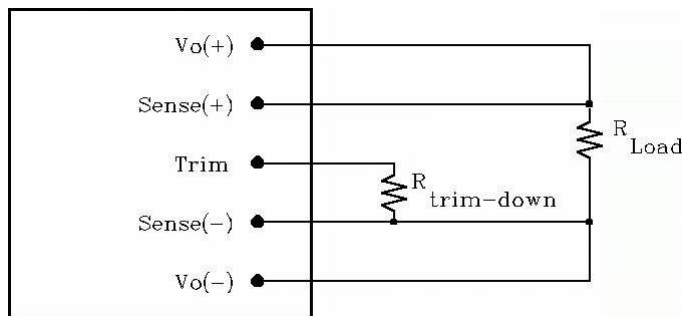 Vo(+)
Sense(+)
R
Load
Trim
R
trim-down
Sense(-)
Vo(-)